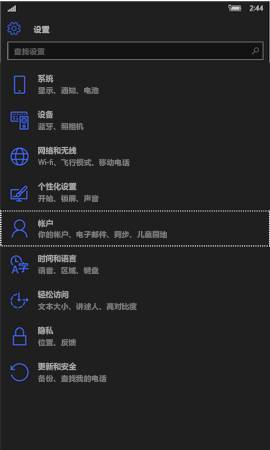 2:44
设置
查找设置
系统
显示、通知、电池
设备
蓝牙、照相机
网络和无线
Wi-fi、飞行模式、移动电话
个性化设置
开始、锁屏、声音
帐户
你的帐户、电子邮件、同步、儿童园地
时间和语言
语音、区域、键盘
轻松访问
文本大小、讲述人、高对比度
隐私
位置、反馈
更新和安全
备份、查找我的电话